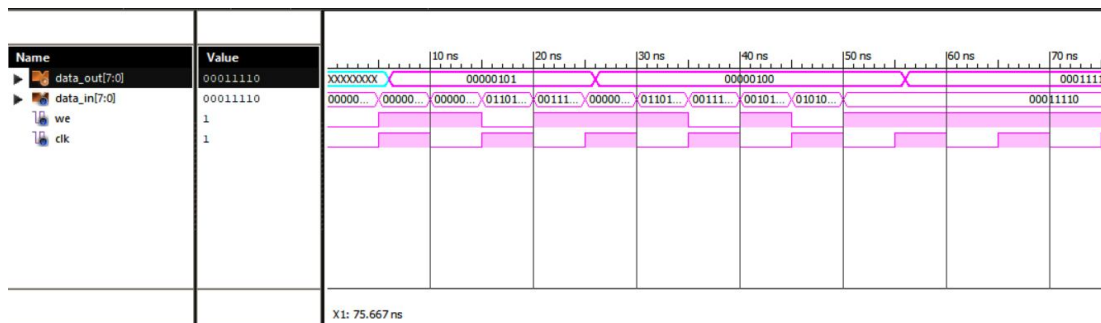 10 ns 20 ns 30 ns 40 ns 50 ns 60 ns 70 ns
Name Value
data_out[7:0] 00011110 XXXXXXXX 00000101 00000100 0001111
data_in[7:0] 00011110 00000... 00000... 00000... 01101... 00111... 00000... 01101... 00111... 00101... 01010... 00011110
we 1
clk 1
X1: 75.667 ns